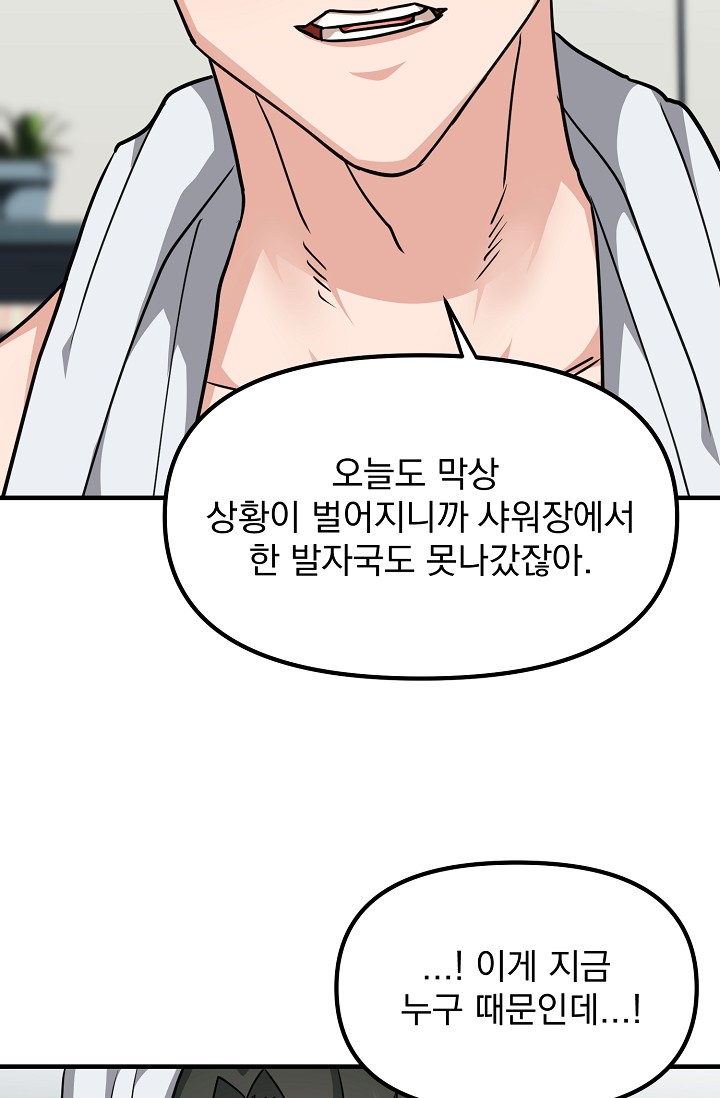 오늘도 막상
상황이 벌어지니까 샤워장에서
한 발자국도 못나갔잖아.
...! 이게 지금
누구 때문인데...!